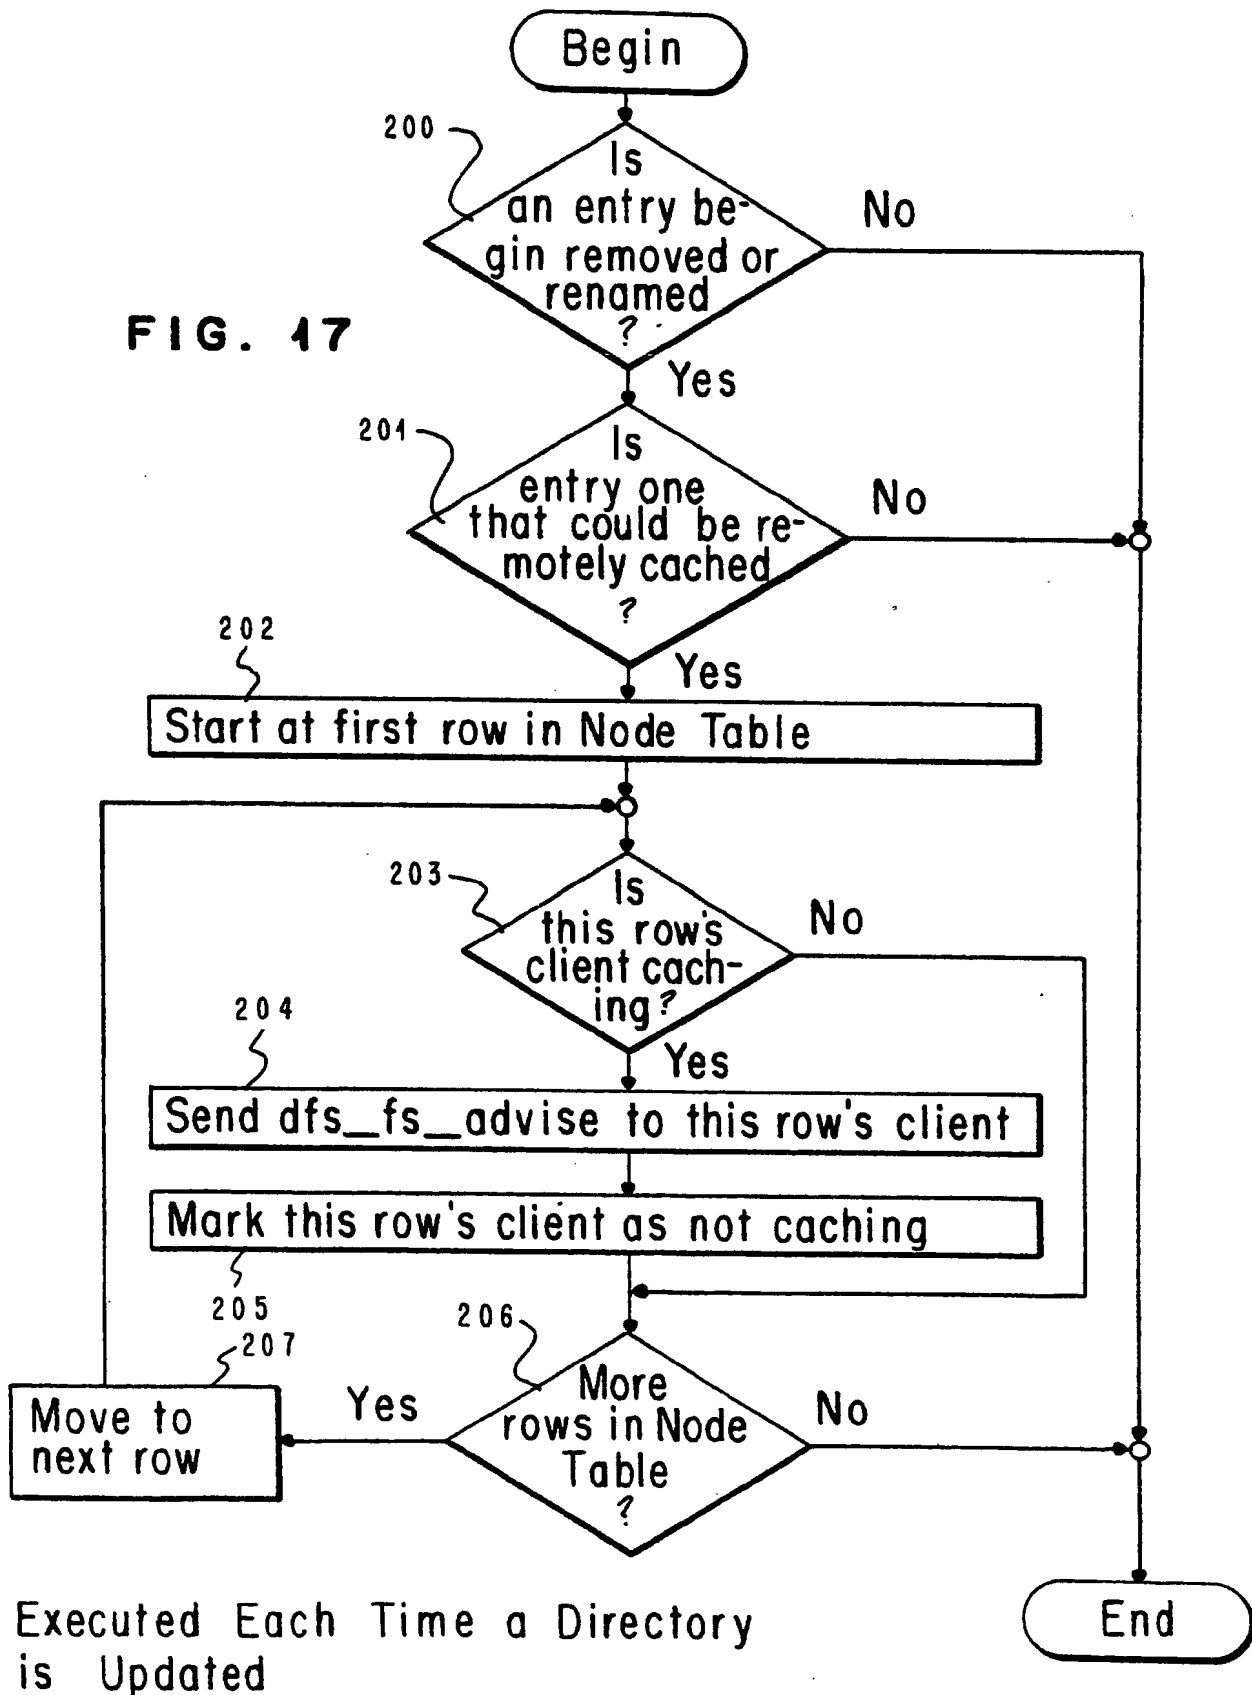 Begin
200
Is
an entry be-
gin removed or
renamed
?
No
FIG. 17
Yes
201
Is
entry one
that could be re-
motely cached
?
No
202
Yes
Start at first row in Node Table
203
Is
this row's
client cach-
ing?
No
204
Yes
Send dfs_fs_advise to this row's client
Mark this row's client as not caching
205
206
207
More
rows in Node
Table
?
Yes
No
Move to
next row
Executed Each Time a Directory
is Updated
End